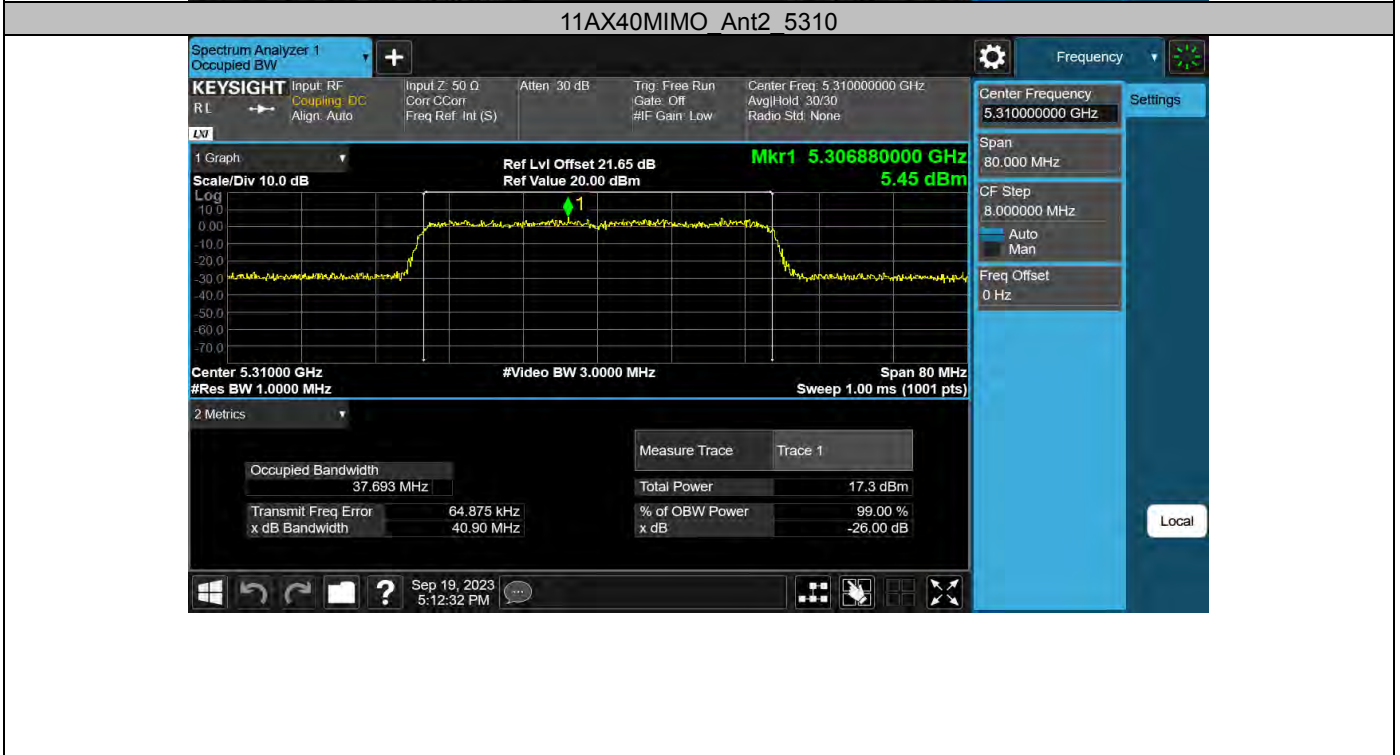 11AX40MIMO_Ant2_5310
Spectrum Analyzer 1
Occupied BW
+
Frequency
KEYSIGHT
R L
LXI
Input: RF
Coupling: DC
Align: Auto
Input Z: 50 Ω
Corr CCorr
Freq Ref: Int (S)
Atten: 30 dB
Trig: Free Run
Gate: Off
#IF Gain: Low
Center Freq: 5.310000000 GHz
Avg|Hold: 30/30
Radio Std: None
Center Frequency
5.310000000 GHz
Settings
Span
80.000 MHz
CF Step
8.000000 MHz
Auto
Man
Freq Offset
0 Hz
1 Graph
Scale/Div 10.0 dB
Ref Lvl Offset 21.65 dB
Ref Value 20.00 dBm
Mkr1 5.306880000 GHz
5.45 dBm
Log
10.0
0.00
-10.0
-20.0
-30.0
-40.0
-50.0
-60.0
-70.0
1
Center 5.31000 GHz
#Video BW 3.0000 MHz
Span 80 MHz
#Res BW 1.0000 MHz
Sweep 1.00 ms (1001 pts)
2 Metrics
Measure Trace Trace 1
Occupied Bandwidth
37.693 MHz
Total Power 17.3 dBm
Transmit Freq Error 64.875 kHz
% of OBW Power 99.00 %
x dB Bandwidth 40.90 MHz
x dB -26.00 dB
Local
?
Sep 19, 2023
5:12:32 PM